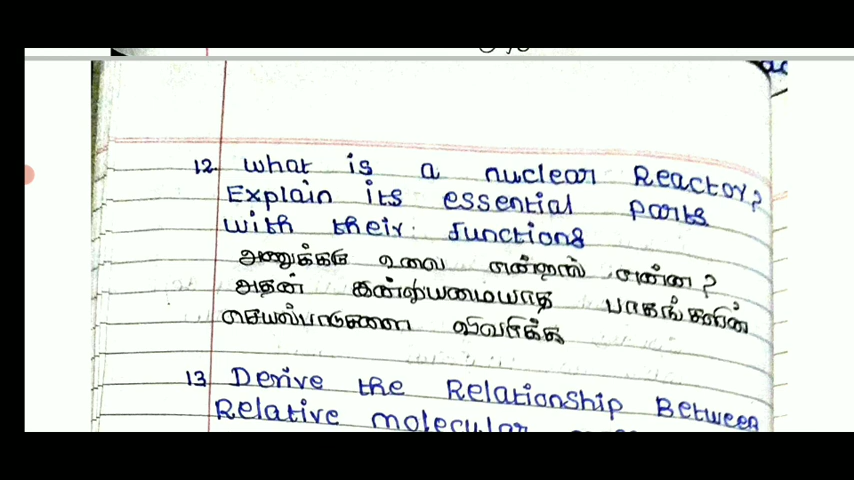 12. What is a nuclear Reactor?
Explain its essential parts
with their functions
அணுக்கரு உலை என்றால் என்ன?
அதன் இன்றியமையாத பாகங்களின்
செயல்பாடுகளை விவரிக்க
13 Derive the Relationship Between
Relative molecular